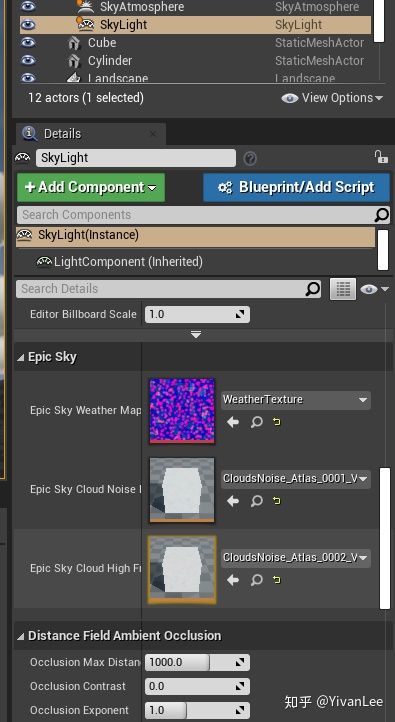 SkyAtmosphere SkyAtmosphere
SkyLight SkyLight
Cube StaticMeshActor
Cylinder StaticMeshActor
Landscape Landscape
12 actors (1 selected) View Options
Details
SkyLight
+Add Component Blueprint/Add Script
Search Components
SkyLight(Instance)
LightComponent (Inherited)
Search Details
Editor Billboard Scale 1.0
Epic Sky
Epic Sky Weather Map WeatherTexture
Epic Sky Cloud Noise CloudsNoise_Atlas_0001_V
Epic Sky Cloud High Fr CloudsNoise_Atlas_0002_V
Distance Field Ambient Occlusion
Occlusion Max Distan 1000.0
Occlusion Contrast 0.0
Occlusion Exponent 1.0
知乎 @YivanLee